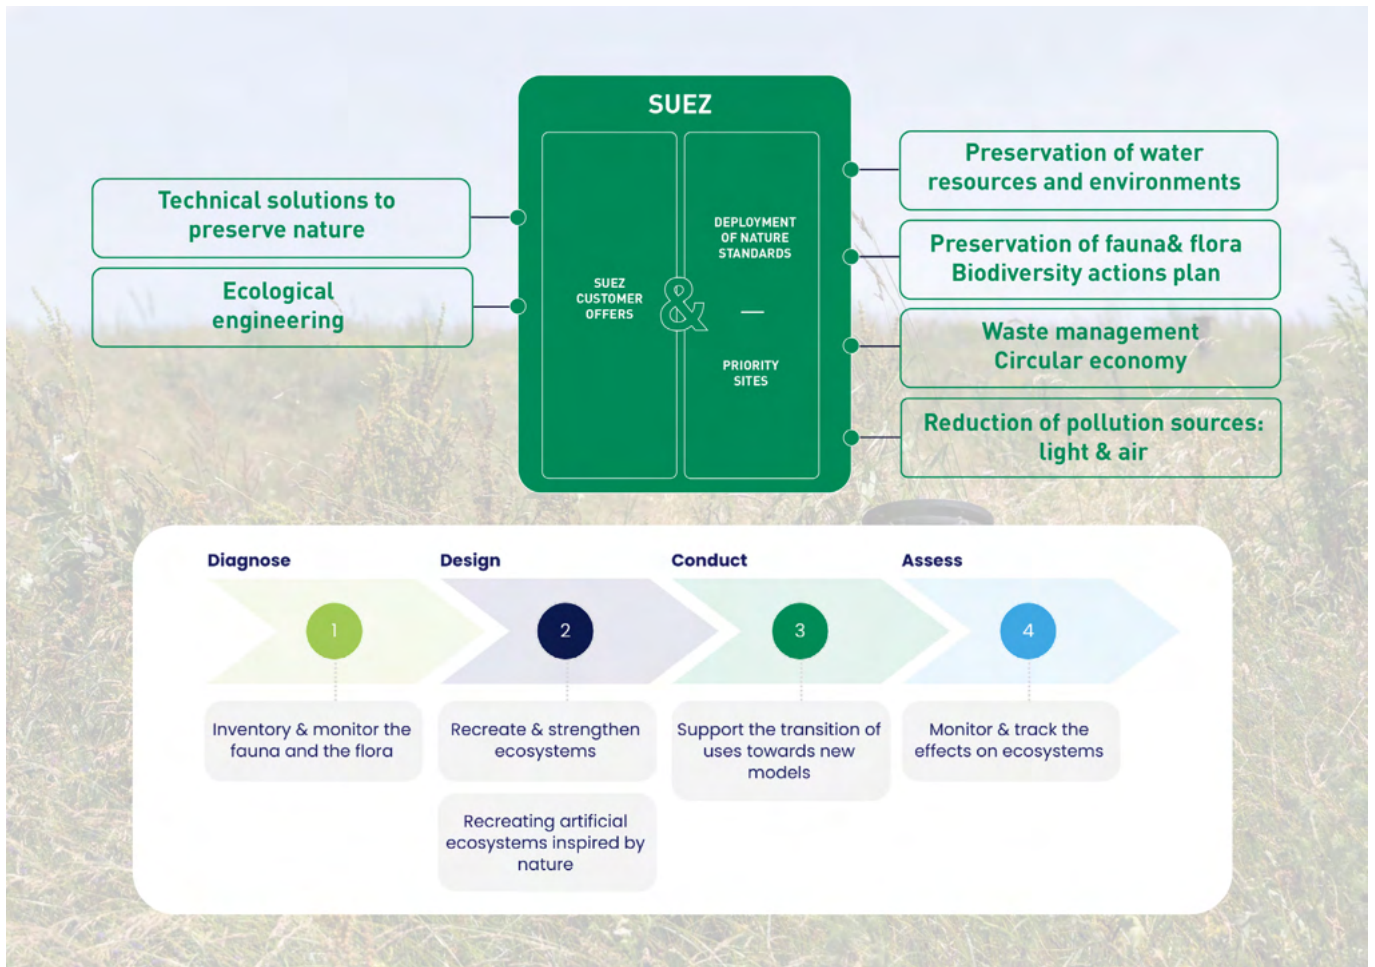 SUEZ
Technical solutions to
preserve nature
Ecological
engineering
SUEZ
CUSTOMER
OFFERS
&
DEPLOYMENT
OF NATURE
STANDARDS
—
PRIORITY
SITES
Preservation of water
resources and environments
Preservation of fauna& flora
Biodiversity actions plan
Waste management
Circular economy
Reduction of pollution sources:
light & air
Diagnose
1
Inventory & monitor the
fauna and the flora
Design
2
Recreate & strengthen
ecosystems
Recreating artificial
ecosystems inspired by
nature
Conduct
3
Support the transition of
uses towards new
models
Assess
4
Monitor & track the
effects on ecosystems